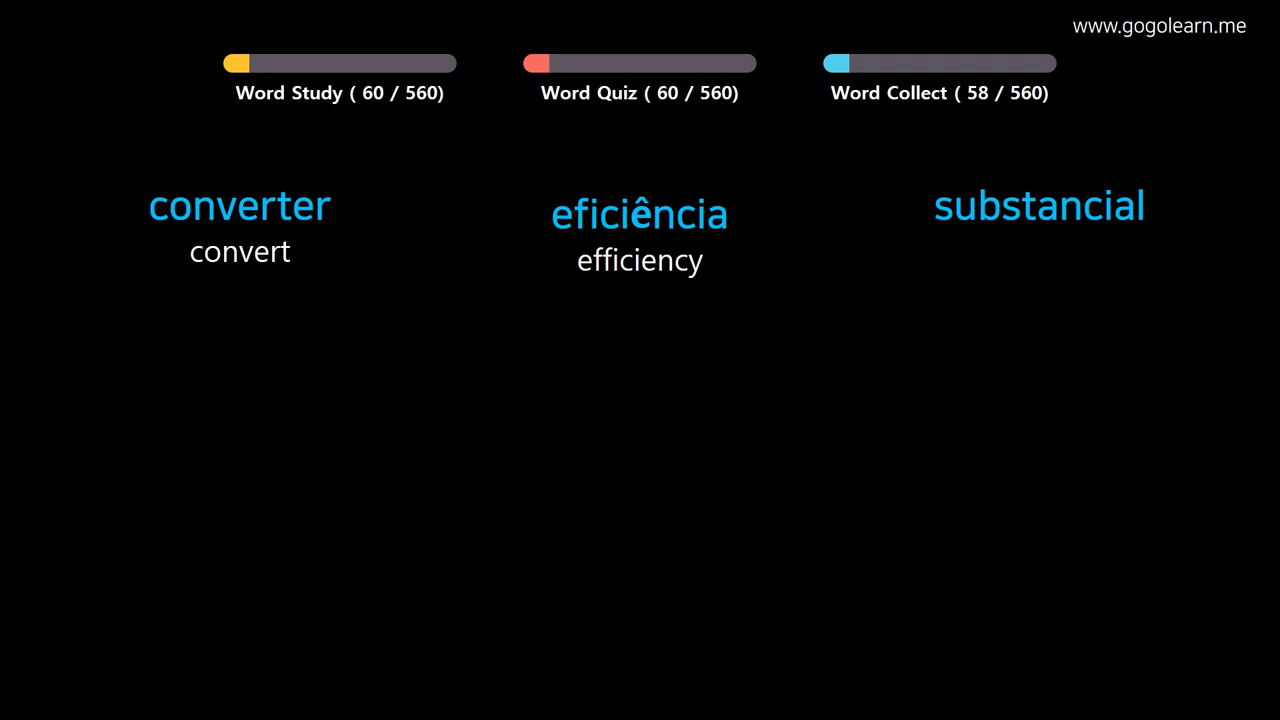 www.gogolearn.me
Word Study ( 60 / 560)
Word Quiz ( 60 / 560)
Word Collect ( 58 / 560)
converter
convert
eficiência
efficiency
substancial